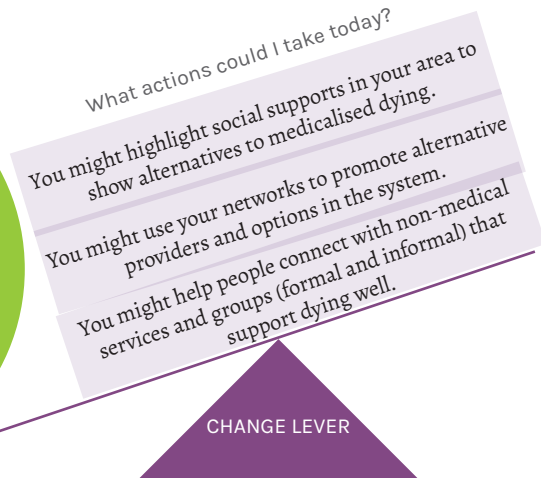 What actions could I take today?
You might highlight social supports in your area to
show alternatives to medicalised dying.
You might use your networks to promote alternative
providers and options in the system.
You might help people connect with non-medical
services and groups (formal and informal) that
support dying well.
CHANGE LEVER